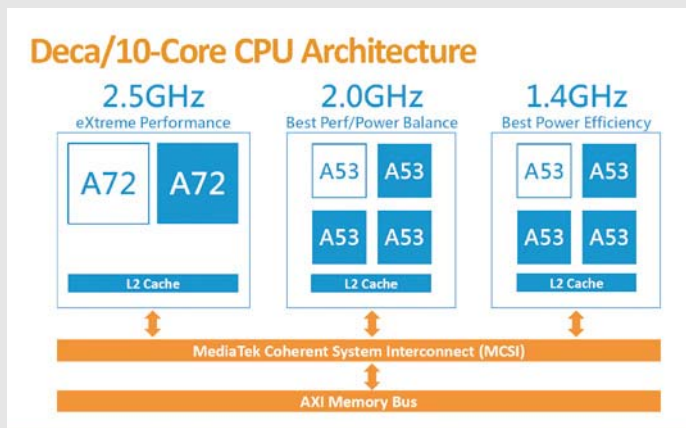 Deca/10-Core CPU Architecture
2.5GHz
eXtreme Performance
A72 A72
L2 Cache
2.0GHz
Best Perf/Power Balance
A53 A53
A53 A53
L2 Cache
1.4GHz
Best Power Efficiency
A53 A53
A53 A53
L2 Cache
MediaTek Coherent System Interconnect (MCSI)
AXI Memory Bus